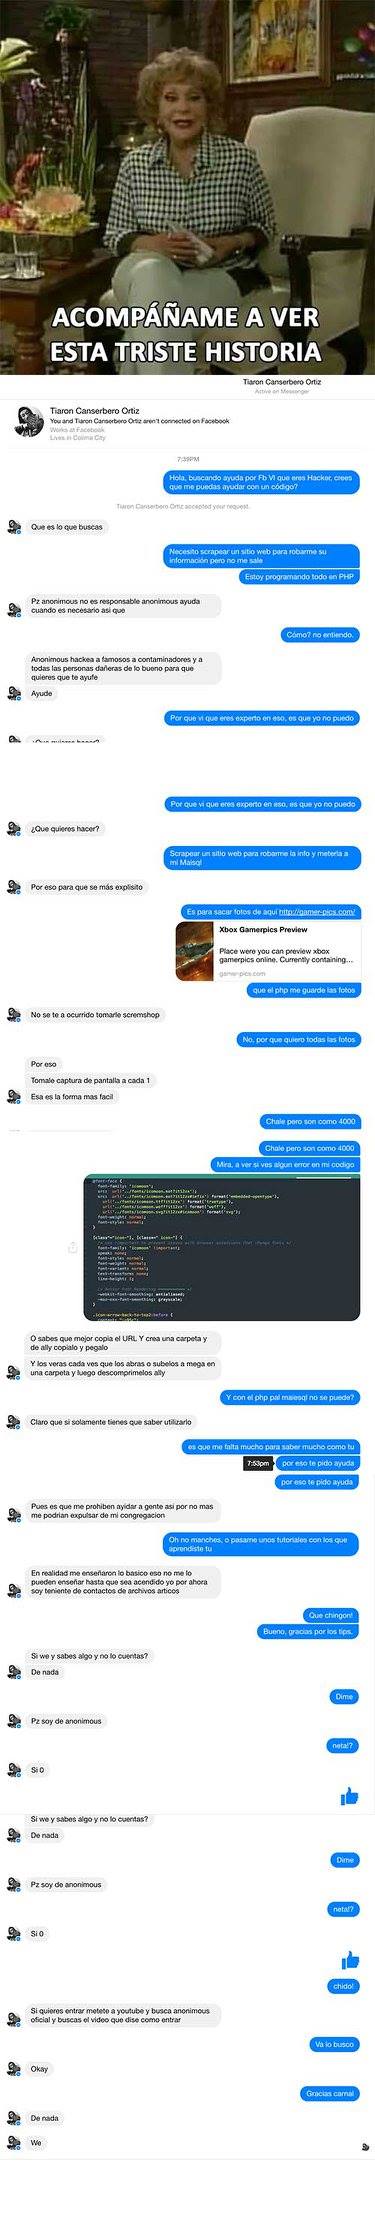 ACOMPÁÑAME A VER
ESTA TRISTE HISTORIA
Tiaron Canserbero Ortiz
Active on Messenger
Tiaron Canserbero Ortiz
You and Tiaron Canserbero Ortiz aren't connected on Facebook
Works at Facebook
Lives in Colima City
7:39PM
Hola, buscando ayuda por Fb VI que eres Hacker, crees
que me puedas ayudar con un código?
Tiaron Canserbero Ortiz accepted your request.
Que es lo que buscas
Necesito scrapear un sitio web para robarme su
información pero no me sale
Estoy programando todo en PHP
Pz anonimous no es responsable anonimous ayuda
cuando es necesario asi que
Cómo? no entiendo.
Anonimous hackea a famosos a contaminadores y a
todas las personas dañeras de lo bueno para que
quieres que te ayufe
Ayude
Por que vi que eres experto en eso, es que yo no puedo
¿Que quieres hacer?
Por que vi que eres experto en eso, es que yo no puedo
¿Que quieres hacer?
Scrapear un sitio web para robarme la info y meterla a
mi Maisql
Por eso para que se más explisito
Es para sacar fotos de aquí http://gamer-pics.com/
Xbox Gamerpics Preview
Place were you can preview xbox
gamerpics online. Currently containing...
gamer-pics.com
que el php me guarde las fotos
No se te a ocurrido tomarle scremshop
No, por que quiero todas las fotos
Por eso
Tomale captura de pantalla a cada 1
Esa es la forma mas facil
Chale pero son como 4000
Chale pero son como 4000
Mira, a ver si ves algun error en mi codigo
@font-face {
font-family: "icomoon";
font-weight: normal;
font-style: normal;
}
O sabes que mejor copia el URL Y crea una carpeta y
de ally copialo y pegalo
Y los veras cada ves que los abras o subelos a mega en
una carpeta y luego descomprimelos ally
Y con el php pal maiesql no se puede?
Claro que si solamente tienes que saber utilizarlo
es que me falta mucho para saber mucho como tu
7:53pm
por eso te pido ayuda
por eso te pido ayuda
Pues es que me prohiben ayidar a gente asi por no mas
me podrian expulsar de mi congregacion
Oh no manches, o pasame unos tutoriales con los que
aprendiste tu
En realidad me enseñaron lo basico eso no me lo
pueden enseñar hasta que sea acendido yo por ahora
soy teniente de contactos de archivos articos
Que chingon!
Bueno, gracias por los tips.
Si we y sabes algo y no lo cuentas?
De nada
Dime
Pz soy de anonimous
neta!?
Si 0
Si we y sabes algo y no lo cuentas?
De nada
Dime
Pz soy de anonimous
neta!?
Si 0
chido!
Si quieres entrar metete a youtube y busca anonimous
oficial y buscas el video que dise como entrar
Va lo busco
Okay
Gracias carnal
De nada
We